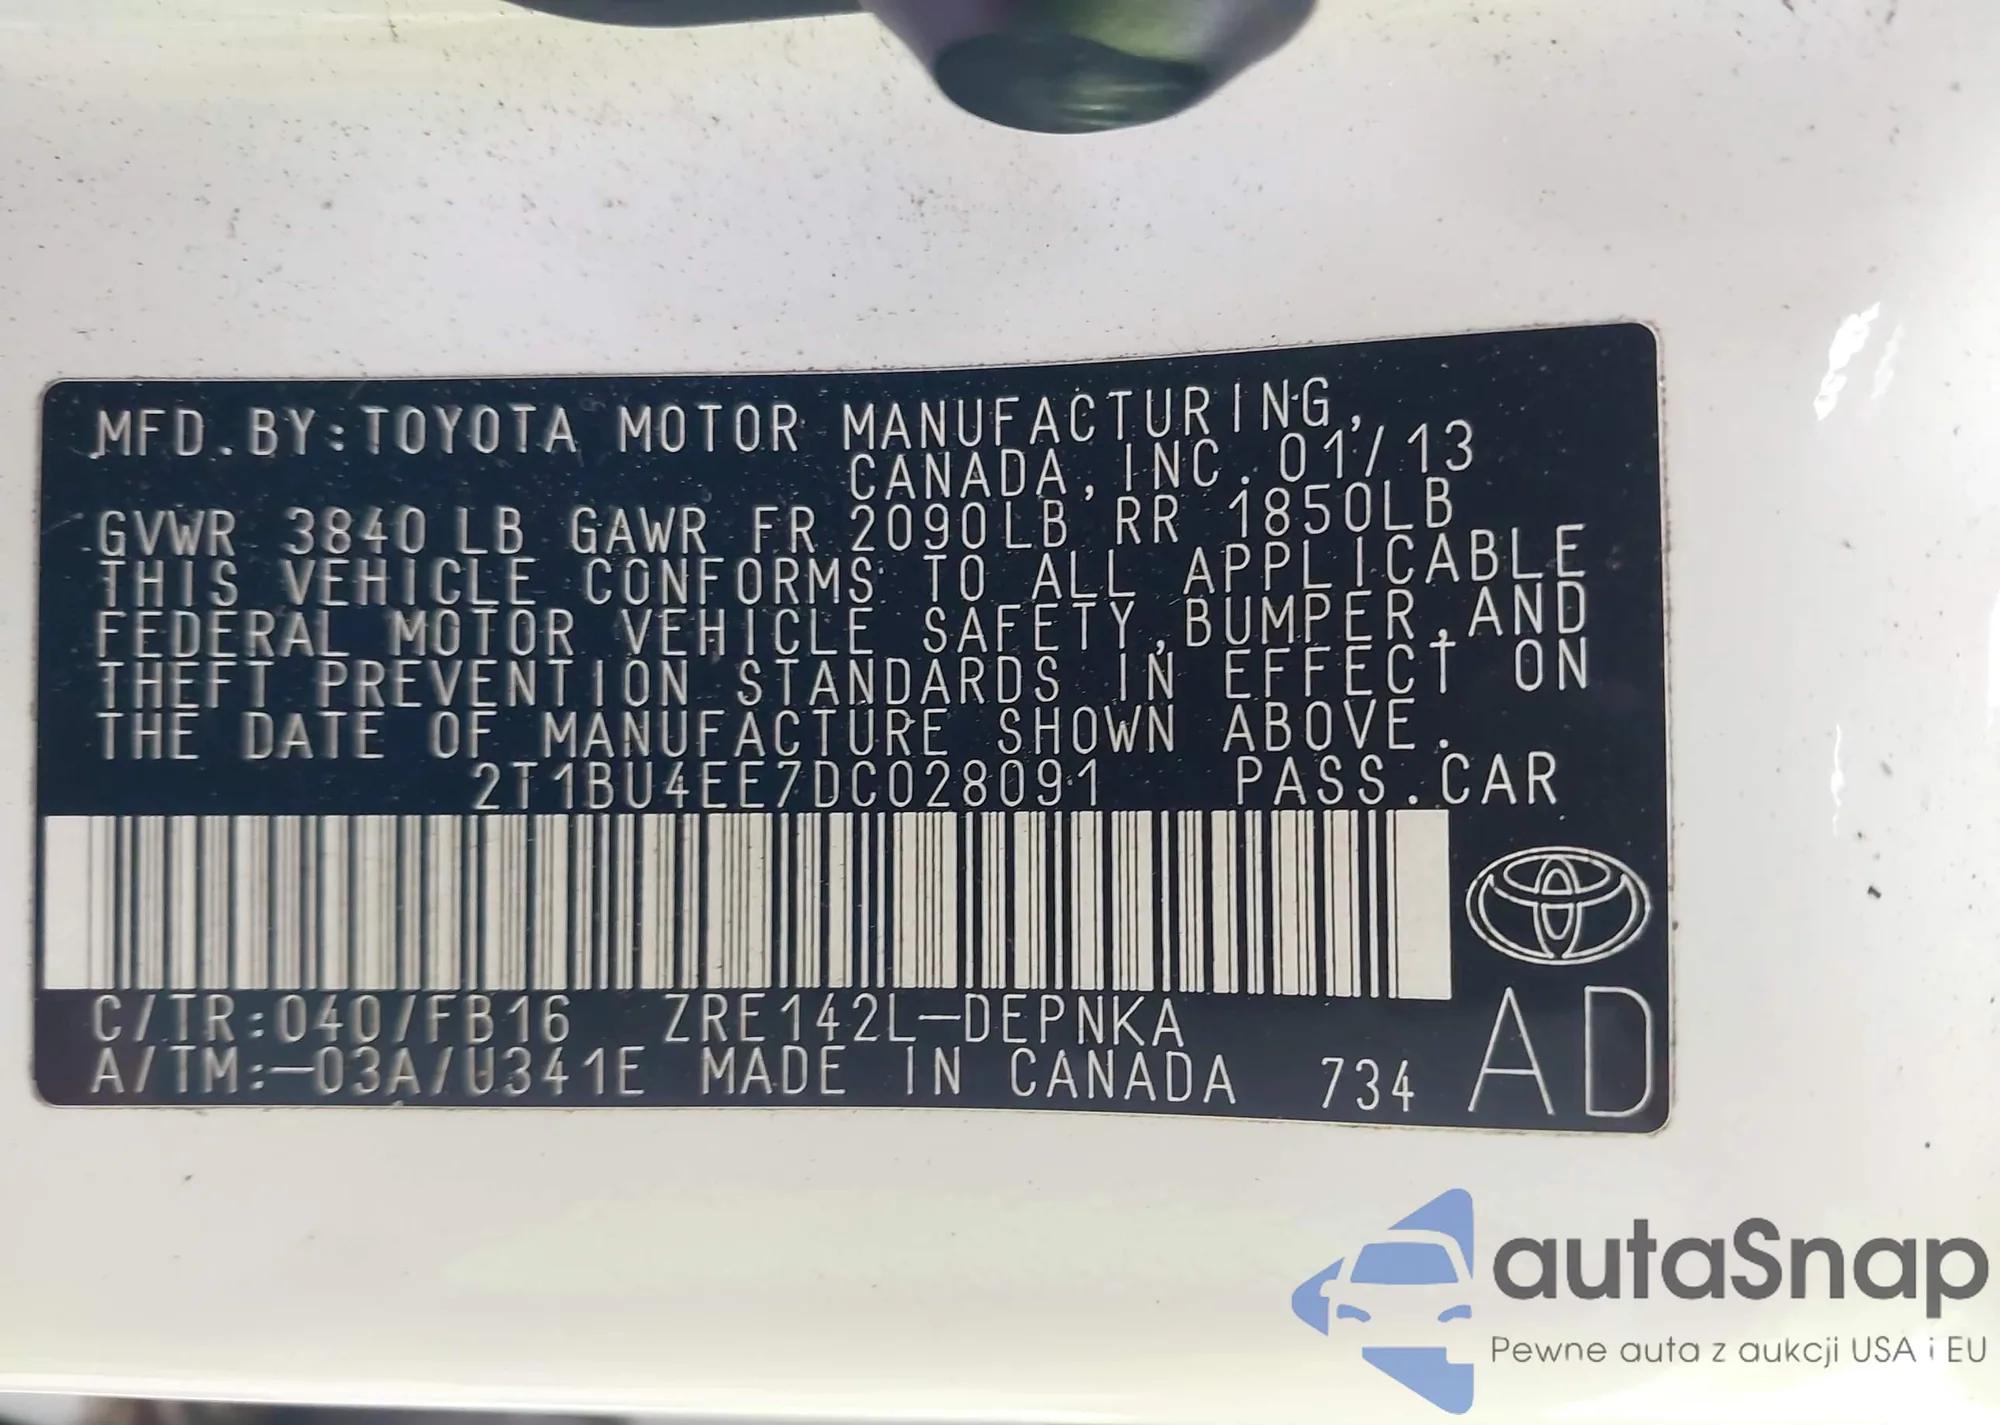 MFD.BY:TOYOTA MOTOR MANUFACTURING,
CANADA,INC.01/13
GVWR 3840LB GAWR FR 2090LB RR 1850LB
THIS VEHICLE CONFORMS TO ALL APPLICABLE
FEDERAL MOTOR VEHICLE SAFETY,BUMPER,AND
THEFT PREVENTION STANDARDS IN EFFECT ON
THE DATE OF MANUFACTURE SHOWN ABOVE.
2T1BU4EE7DC028091 PASS.CAR
C/TR:040/FB16 ZRE142L-DEPNKA
A/TM:-03A/U341E MADE IN CANADA 734 AD
autaSnap
Pewne auta z aukcji USA i EU